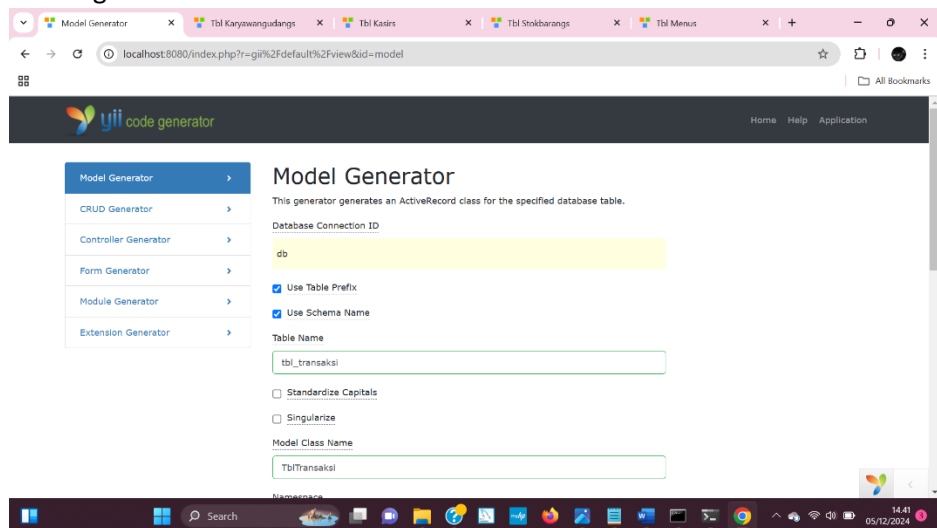 Model Generator
Tbl Karyawangudangs
Tbl Kasirs
Tbl Stokbarangs
Tbl Menus
localhost:8080/index.php?r=gii%2Fdefault%2Fview&id=model
All Bookmarks
yii code generator
Home Help Application
Model Generator
CRUD Generator
Controller Generator
Form Generator
Module Generator
Extension Generator
Model Generator
This generator generates an ActiveRecord class for the specified database table.
Database Connection ID
db
Use Table Prefix
Use Schema Name
Table Name
tbl_transaksi
Standardize Capitals
Singularize
Model Class Name
TblTransaksi
Namespace
Search
14.41
05/12/2024
3